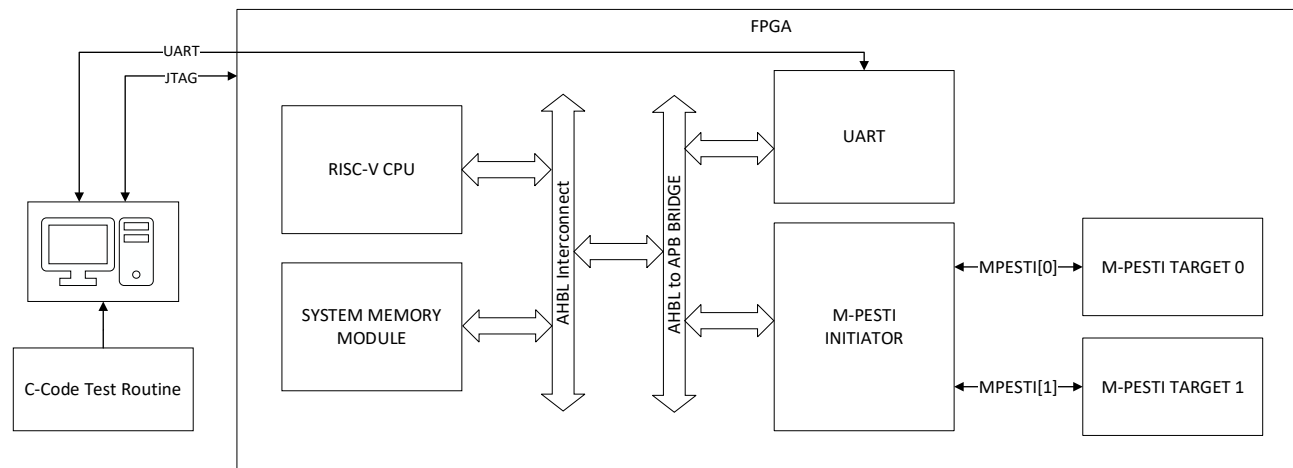 FPGA
UART
JTAG
RISC-V CPU
AHBL Interconnect
AHBL to APB BRIDGE
UART
SYSTEM MEMORY
MODULE
M-PESTI
INITIATOR
MPESTI[0]
M-PESTI TARGET 0
MPESTI[1]
M-PESTI TARGET 1
C-Code Test Routine